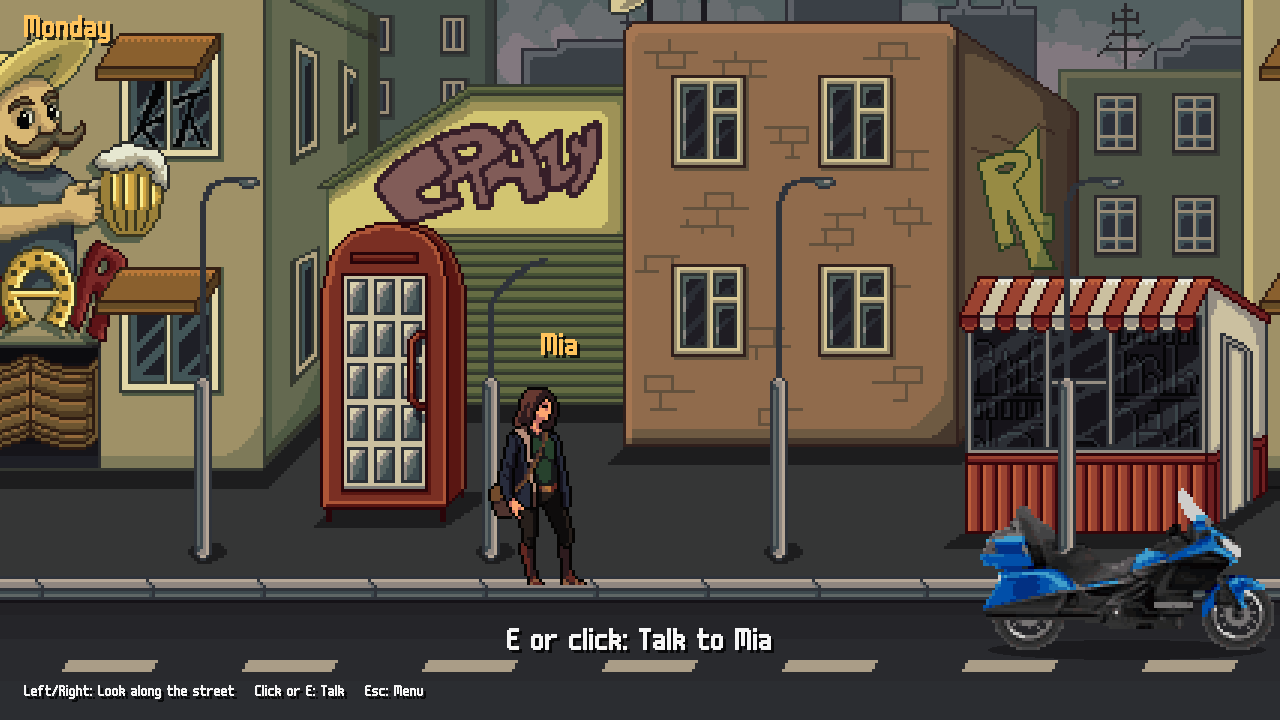 Monday
CRAZY
R
Mia
E or click: Talk to Mia
Left/Right: Look along the street Click or E: Talk Esc: Menu